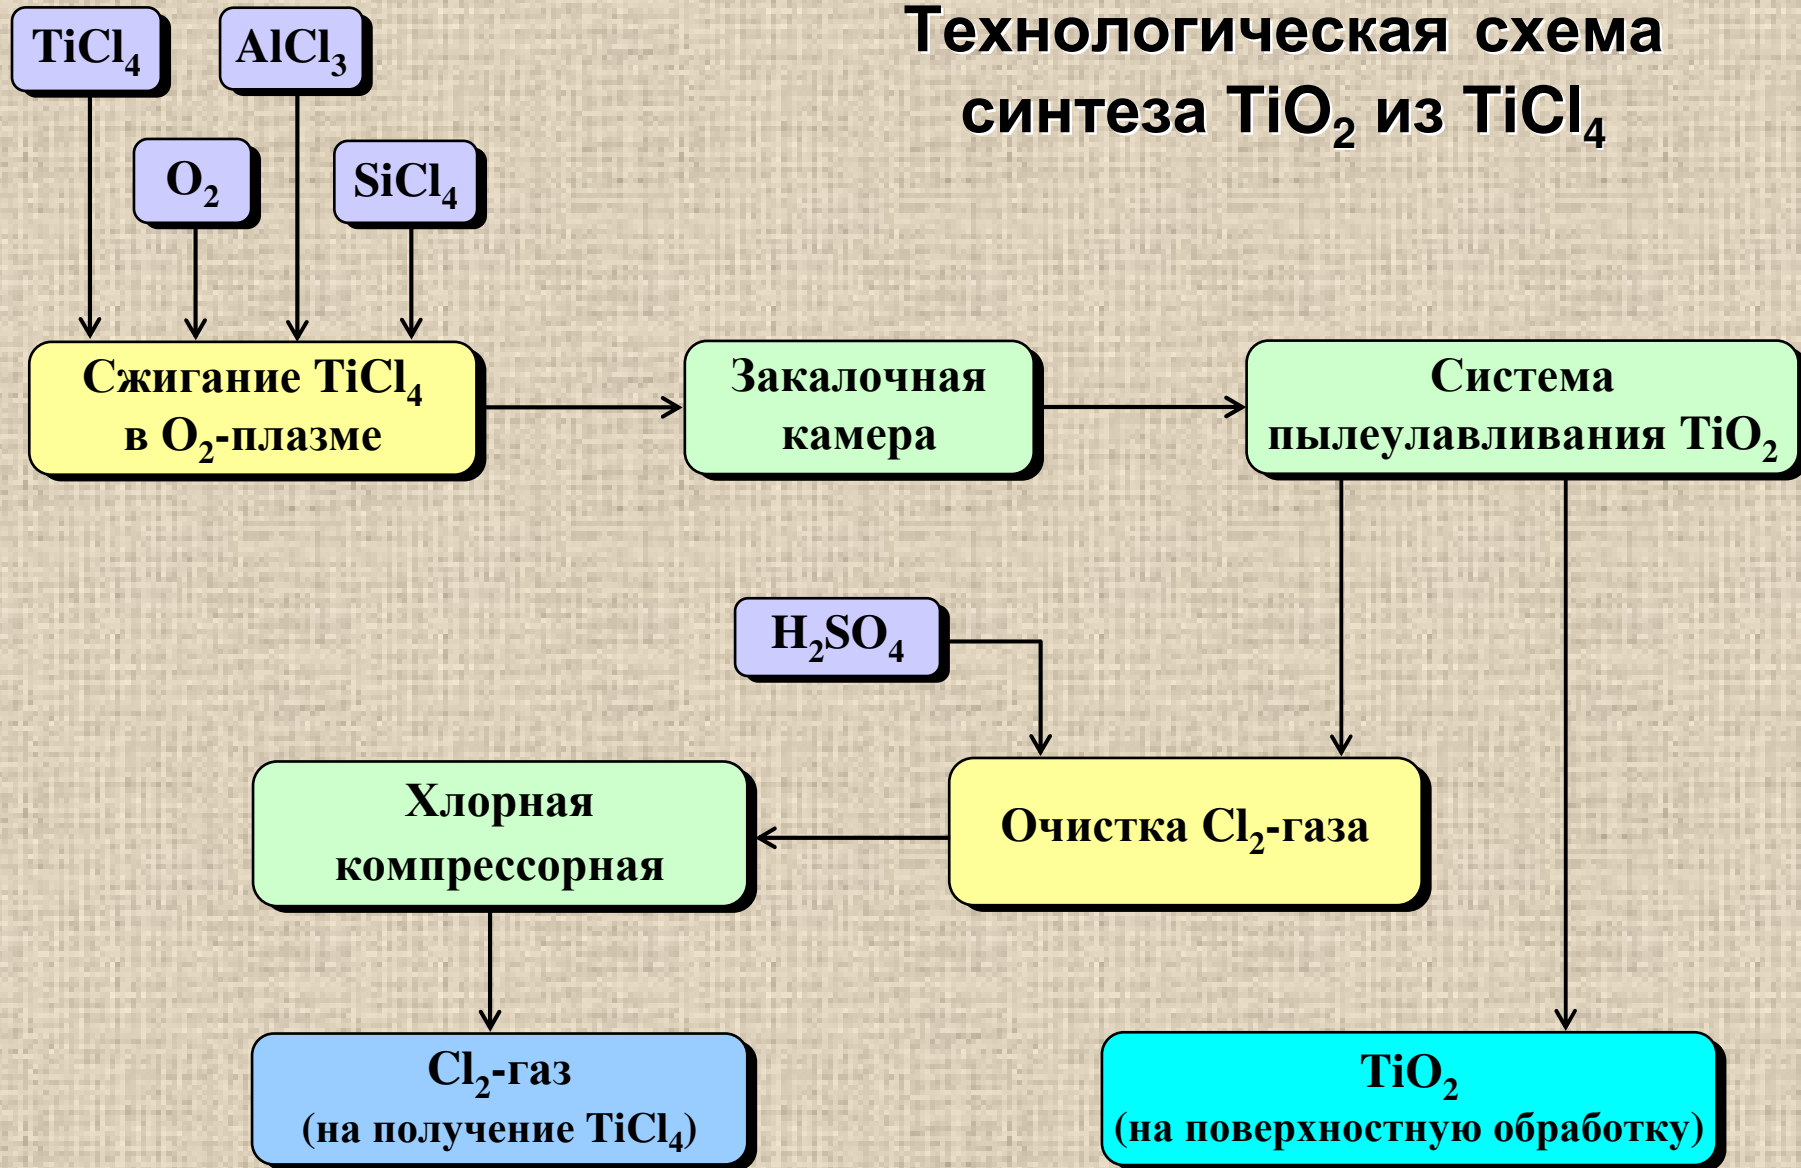 Технологическая схема
синтеза TiO₂ из TiCl₄
TiCl₄
AlCl₃
O₂
SiCl₄
Сжигание TiCl₄
в O₂-плазме
Закалочная
камера
Система
пылеулавливания TiO₂
H₂SO₄
Хлорная
компрессорная
Очистка Cl₂-газа
Cl₂-газ
(на получение TiCl₄)
TiO₂
(на поверхностную обработку)